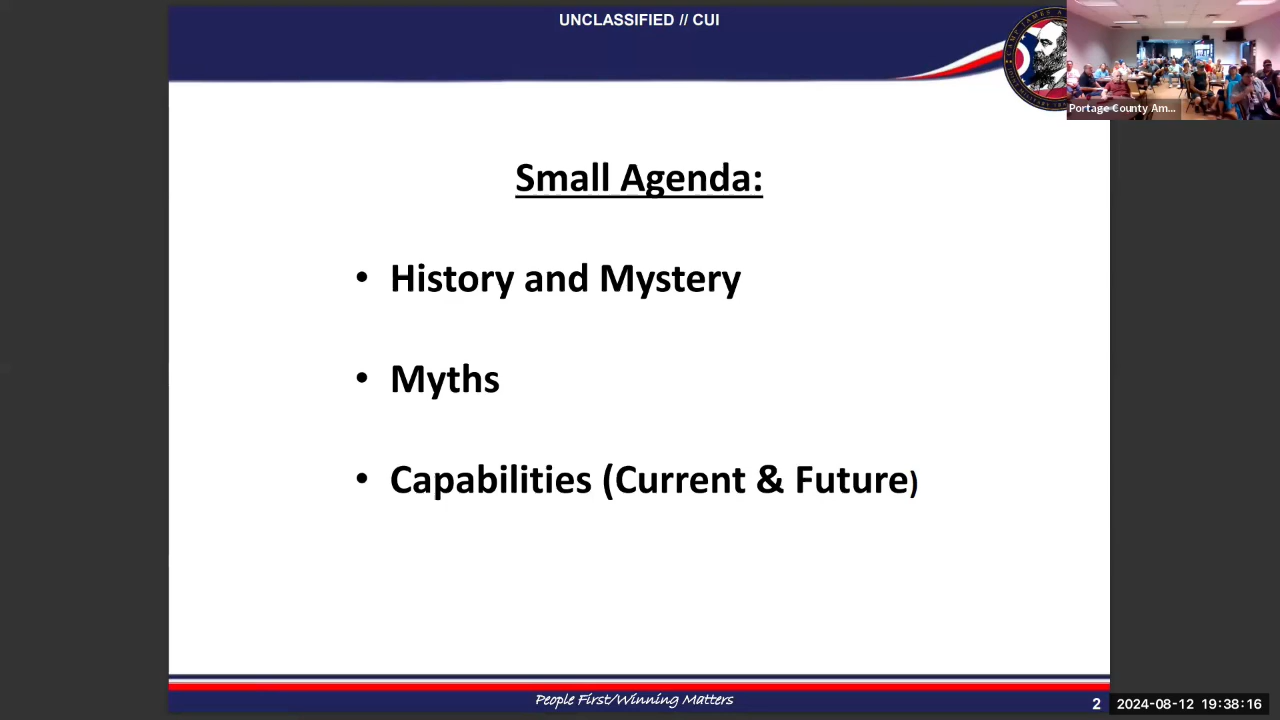 UNCLASSIFIED // CUI
Portage County Am...
Small Agenda:
• History and Mystery
• Myths
• Capabilities (Current & Future)
People First/Winning Matters
2
2024-08-12 19:38:16